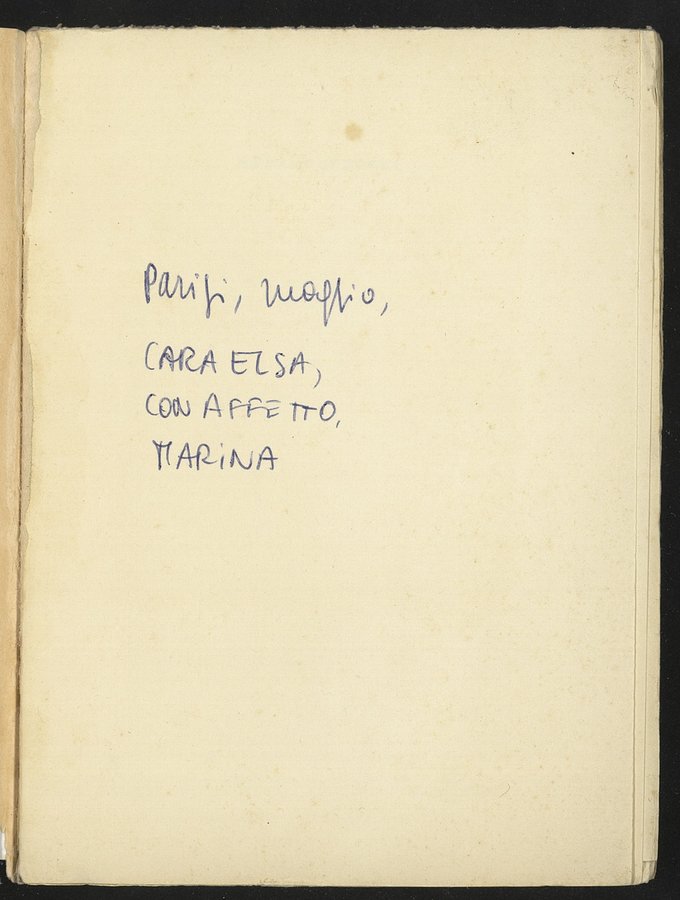 Parigi, maggio,
CARA ELSA,
CON AFFETTO,
MARiNA